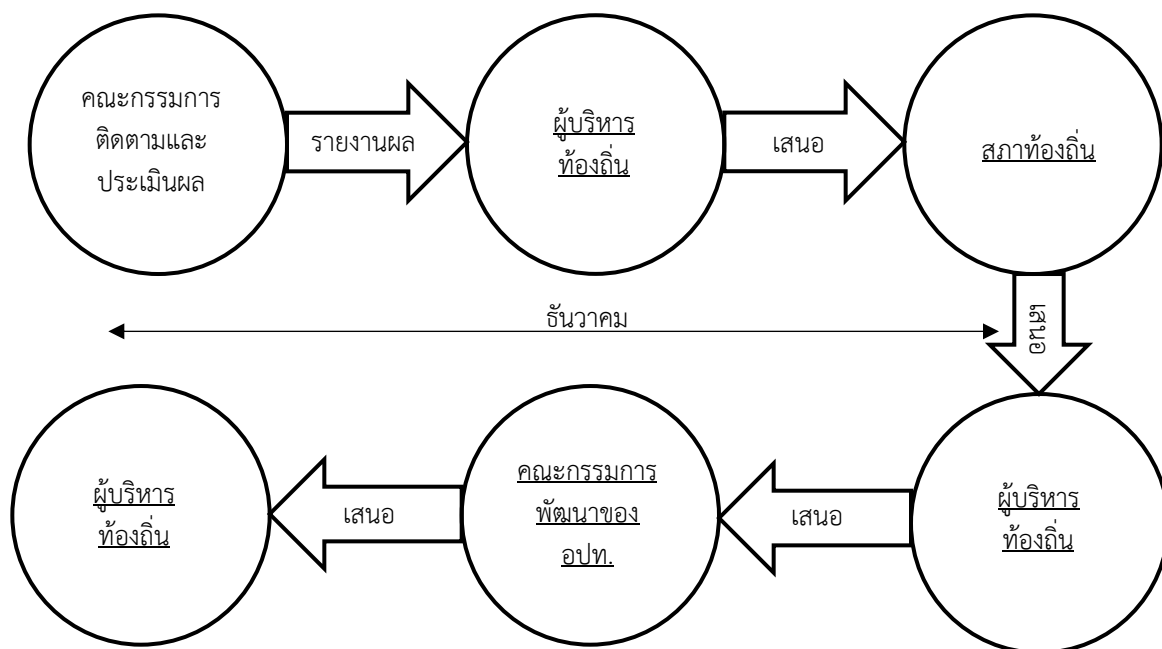 คณะกรรมการ
ติดตามและ
ประเมินผล
รายงานผล
ผู้บริหาร
ท้องถิ่น
เสนอ
สภาท้องถิ่น
ธันวาคม
เสนอ
ผู้บริหาร
ท้องถิ่น
เสนอ
คณะกรรมการ
พัฒนาของ
อปท.
เสนอ
ผู้บริหาร
ท้องถิ่น